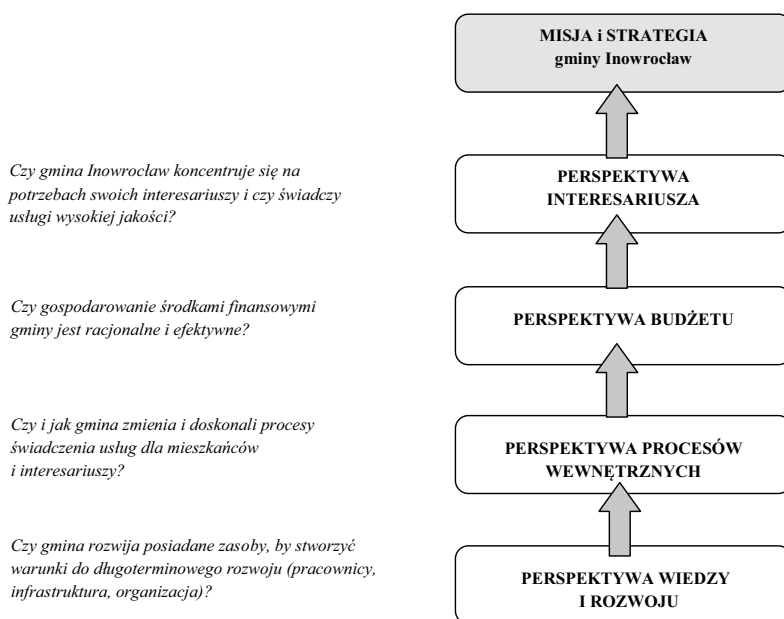 MISJA i STRATEGIA
gminy Inowrocław
Czy gmina Inowrocław koncentruje się na
potrzebach swoich interesariuszy i czy świadczy
usługi wysokiej jakości?
PERSPEKTYWA
INTERESARIUSZA
Czy gospodarowanie środkami finansowymi
gminy jest racjonalne i efektywne?
PERSPEKTYWA BUDŻETU
Czy i jak gmina zmienia i doskonali procesy
świadczenia usług dla mieszkańców
i interesariuszy?
PERSPEKTYWA PROCESÓW
WEWNĘTRZNYCH
Czy gmina rozwija posiadane zasoby, by stworzyć
warunki do długoterminowego rozwoju (pracownicy,
infrastruktura, organizacja)?
PERSPEKTYWA WIEDZY
I ROZWOJU